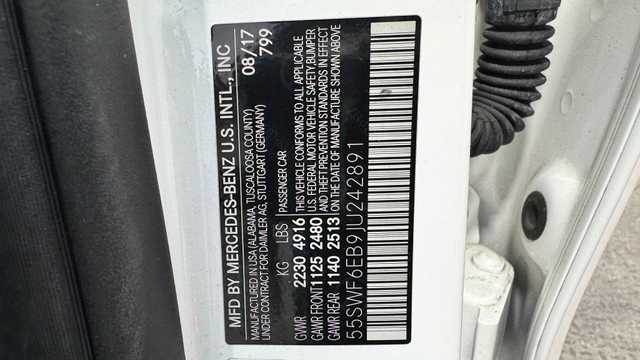 MFD BY MERCEDES-BENZ U.S. INTL., INC
IN USA (ALABAMA, TUSCALOOSA COUNTY)
UNDER CONTRACT FOR DAIMLER AG, STUTTGART (GERMANY)
08/17
799
KG LBS
GVWR 2230 4916
GAWR FRONT 1125 2480
GAWR REAR 1140 2513
PASSENGER CAR
THIS VEHICLE CONFORMS TO ALL APPLICABLE
U.S. FEDERAL MOTOR VEHICLE SAFETY, BUMPER
AND THEFT PREVENTION STANDARDS IN EFFECT
ON THE DATE OF MANUFACTURE SHOWN ABOVE
55SWF6EB9JU242891